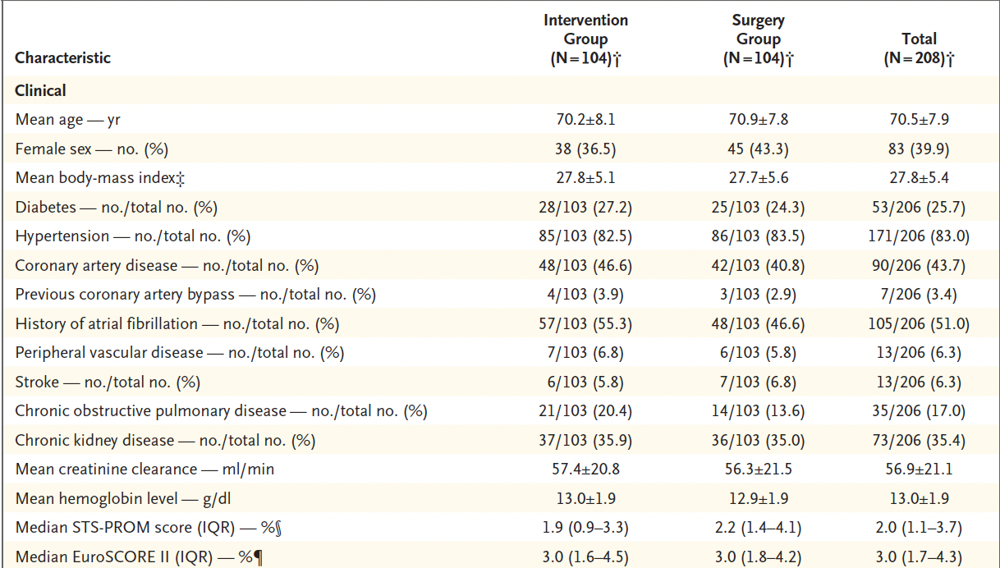 Characteristic Intervention Group (N=104)† Surgery Group (N=104)† Total (N=208)†
Clinical
Mean age — yr 70.2±8.1 70.9±7.8 70.5±7.9
Female sex — no. (%) 38 (36.5) 45 (43.3) 83 (39.9)
Mean body-mass index‡ 27.8±5.1 27.7±5.6 27.8±5.4
Diabetes — no./total no. (%) 28/103 (27.2) 25/103 (24.3) 53/206 (25.7)
Hypertension — no./total no. (%) 85/103 (82.5) 86/103 (83.5) 171/206 (83.0)
Coronary artery disease — no./total no. (%) 48/103 (46.6) 42/103 (40.8) 90/206 (43.7)
Previous coronary artery bypass — no./total no. (%) 4/103 (3.9) 3/103 (2.9) 7/206 (3.4)
History of atrial fibrillation — no./total no. (%) 57/103 (55.3) 48/103 (46.6) 105/206 (51.0)
Peripheral vascular disease — no./total no. (%) 7/103 (6.8) 6/103 (5.8) 13/206 (6.3)
Stroke — no./total no. (%) 6/103 (5.8) 7/103 (6.8) 13/206 (6.3)
Chronic obstructive pulmonary disease — no./total no. (%) 21/103 (20.4) 14/103 (13.6) 35/206 (17.0)
Chronic kidney disease — no./total no. (%) 37/103 (35.9) 36/103 (35.0) 73/206 (35.4)
Mean creatinine clearance — ml/min 57.4±20.8 56.3±21.5 56.9±21.1
Mean hemoglobin level — g/dl 13.0±1.9 12.9±1.9 13.0±1.9
Median STS-PROM score (IQR) — %§ 1.9 (0.9–3.3) 2.2 (1.4–4.1) 2.0 (1.1–3.7)
Median EuroSCORE II (IQR) — %¶ 3.0 (1.6–4.5) 3.0 (1.8–4.2) 3.0 (1.7–4.3)